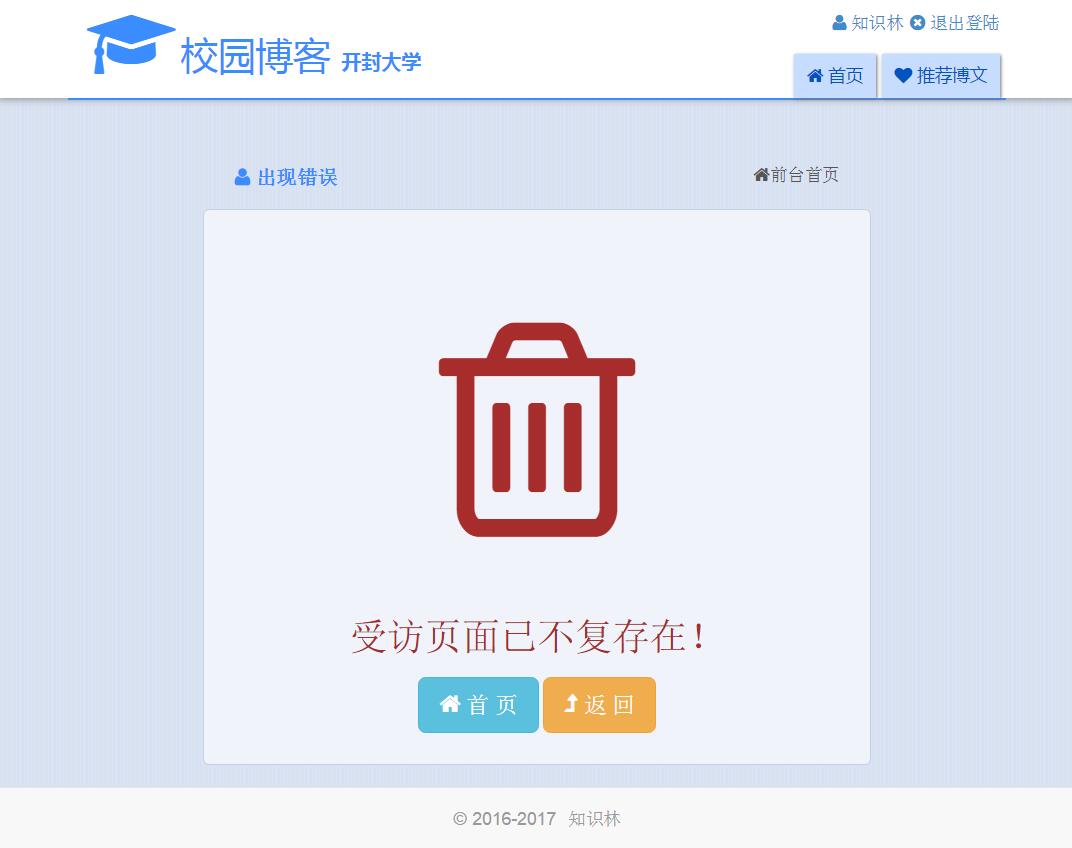 知识林 退出登陆
校园博客 开封大学
首页 推荐博文
出现错误 前台首页
受访页面已不复存在！
首 页 返 回
© 2016-2017 知识林